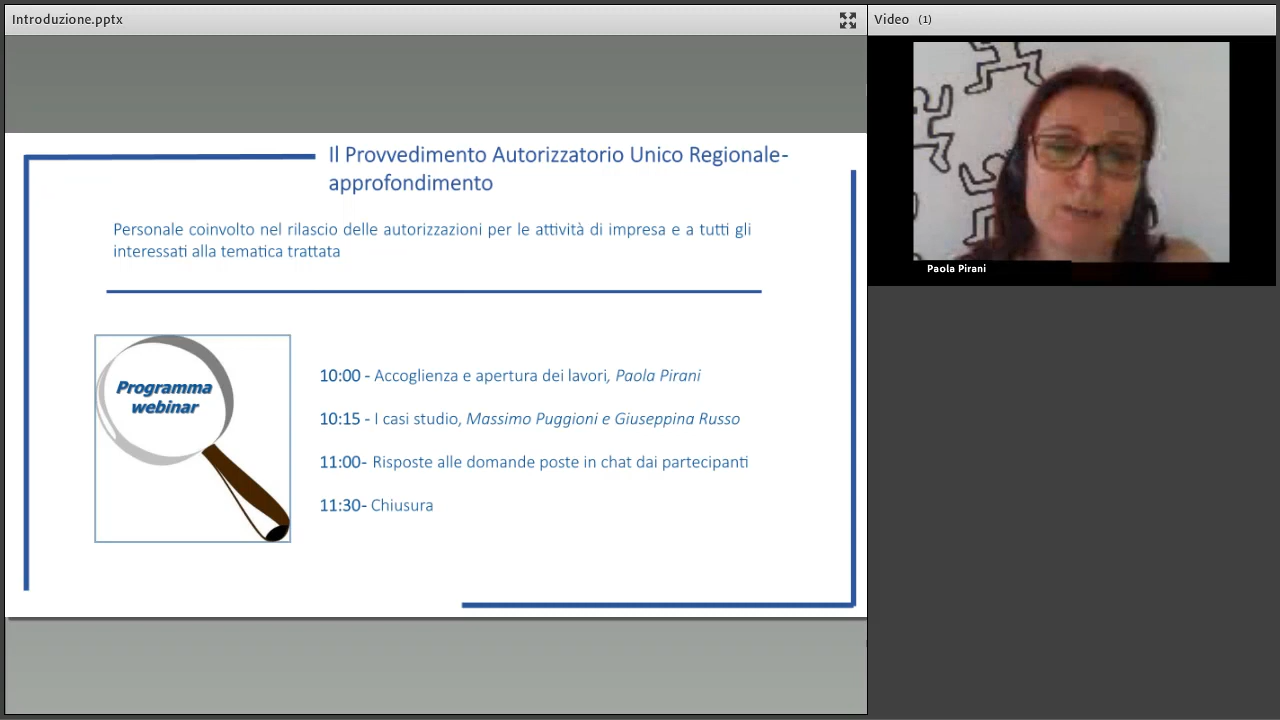 Introduzione.pptx
Video (1)
Paola Pirani
Il Provvedimento Autorizzatorio Unico Regionale-
approfondimento
Personale coinvolto nel rilascio delle autorizzazioni per le attività di impresa e a tutti gli
interessati alla tematica trattata
Programma
webinar
10:00 - Accoglienza e apertura dei lavori, Paola Pirani
10:15 - I casi studio, Massimo Puggioni e Giuseppina Russo
11:00- Risposte alle domande poste in chat dai partecipanti
11:30- Chiusura